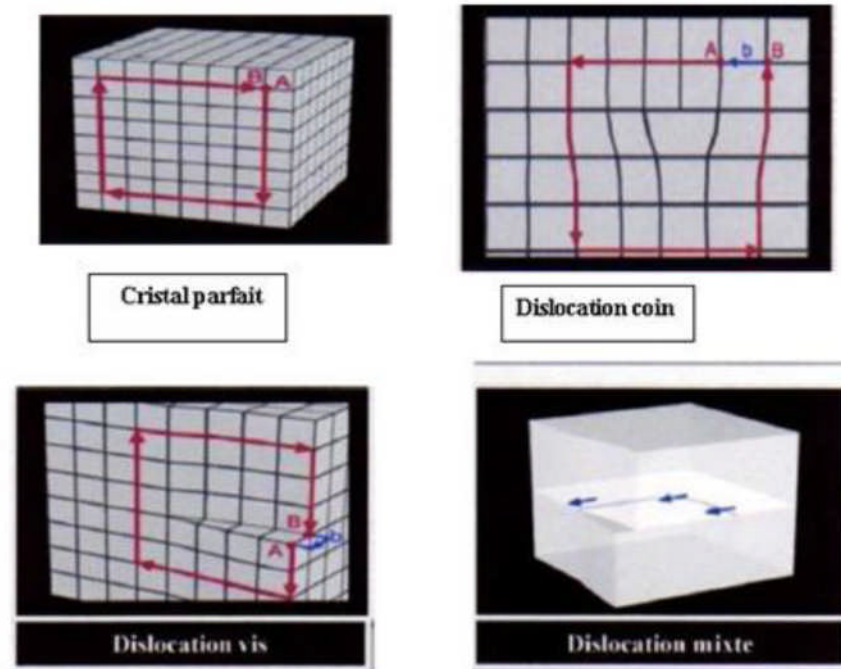 B A
A b B
Cristal parfait
Dislocation coin
B
A b
Dislocation vis
Dislocation mixte